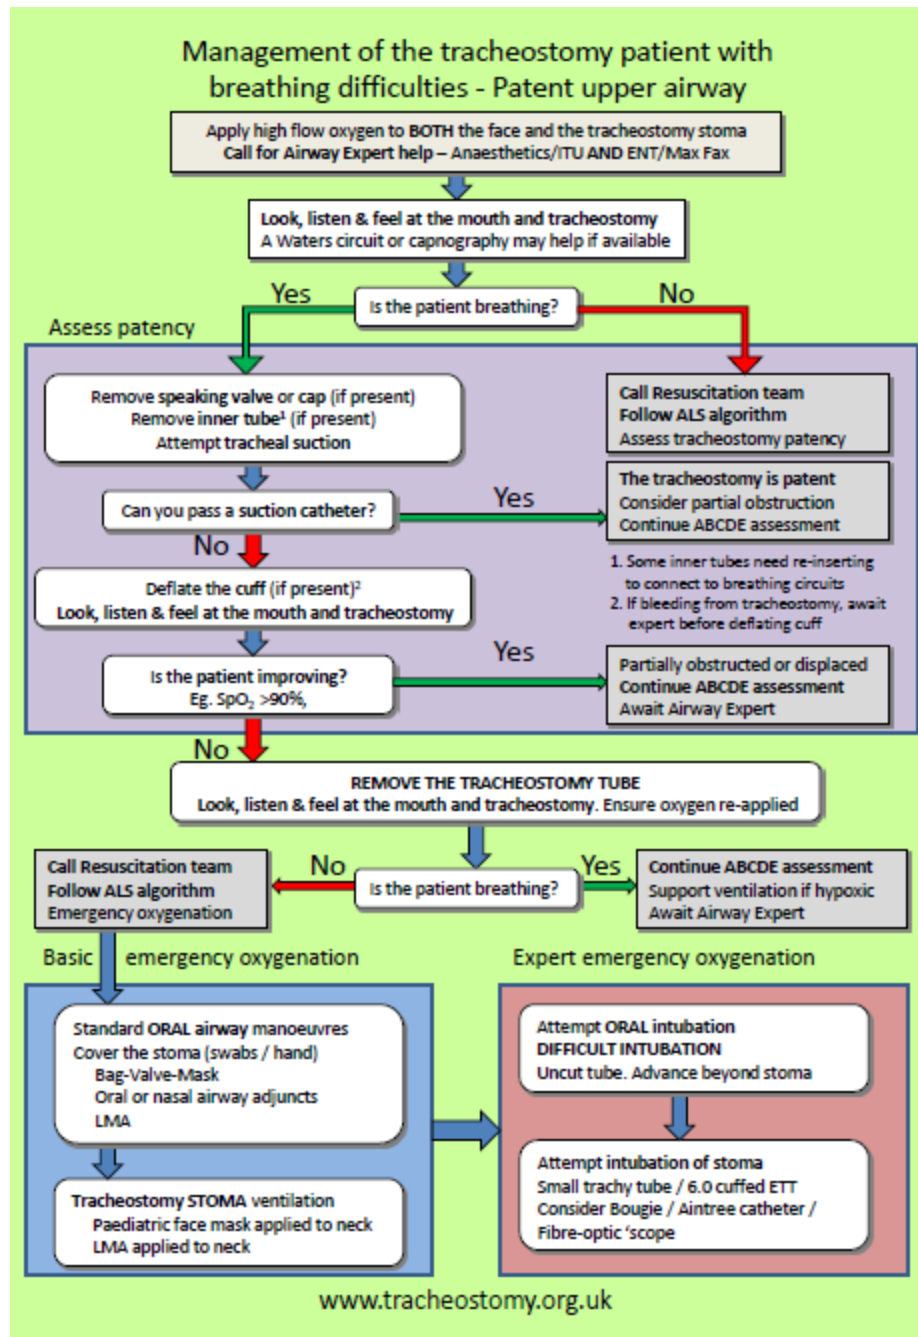 Management of the tracheostomy patient with
breathing difficulties - Patent upper airway
Apply high flow oxygen to BOTH the face and the tracheostomy stoma
Call for Airway Expert help – Anaesthetics/ITU AND ENT/Max Fax
Look, listen & feel at the mouth and tracheostomy
A Waters circuit or capnography may help if available
Yes
Is the patient breathing?
No
Assess patency
Remove speaking valve or cap (if present)
Remove inner tube¹ (if present)
Attempt tracheal suction
Call Resuscitation team
Follow ALS algorithm
Assess tracheostomy patency
Can you pass a suction catheter?
Yes
The tracheostomy is patent
Consider partial obstruction
Continue ABCDE assessment
No
Deflate the cuff (if present)²
Look, listen & feel at the mouth and tracheostomy
1. Some inner tubes need re-inserting
to connect to breathing circuits
2. If bleeding from tracheostomy, await
expert before deflating cuff
Is the patient improving?
Eg. SpO₂ >90%,
Yes
Partially obstructed or displaced
Continue ABCDE assessment
Await Airway Expert
No
REMOVE THE TRACHEOSTOMY TUBE
Look, listen & feel at the mouth and tracheostomy. Ensure oxygen re-applied
Call Resuscitation team
Follow ALS algorithm
Emergency oxygenation
No
Is the patient breathing?
Yes
Continue ABCDE assessment
Support ventilation if hypoxic
Await Airway Expert
Basic emergency oxygenation
Standard ORAL airway manoeuvres
Cover the stoma (swabs / hand)
Bag-Valve-Mask
Oral or nasal airway adjuncts
LMA
Tracheostomy STOMA ventilation
Paediatric face mask applied to neck
LMA applied to neck
Expert emergency oxygenation
Attempt ORAL intubation
DIFFICULT INTUBATION
Uncut tube. Advance beyond stoma
Attempt intubation of stoma
Small trachy tube / 6.0 cuffed ETT
Consider Bougie / Aintree catheter /
Fibre-optic 'scope
www.tracheostomy.org.uk